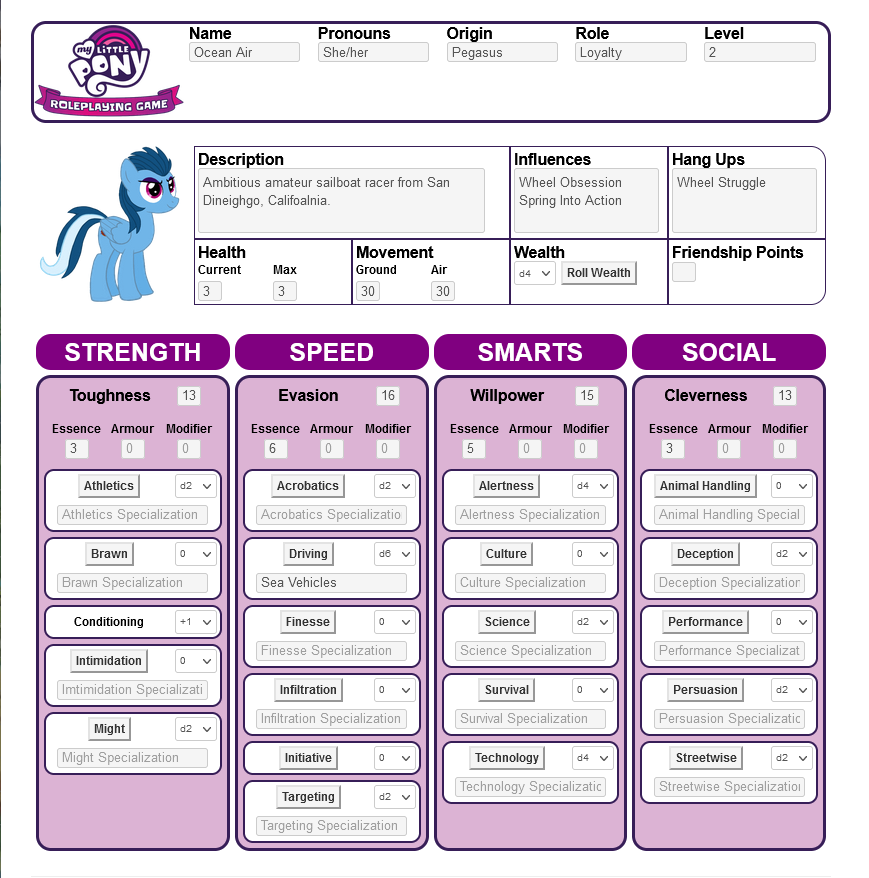 my LITTLE
PONY
ROLEPLAYING GAME
Name Pronouns Origin Role Level
Ocean Air She/her Pegasus Loyalty 2
Description Influences Hang Ups
Ambitious amateur sailboat racer from San Wheel Obsession Wheel Struggle
Dineighgo, Califoalnia. Spring Into Action
Health Movement Wealth Friendship Points
Current Max Ground Air d4 Roll Wealth
3 3 30 30
STRENGTH SPEED SMARTS SOCIAL
Toughness 13 Evasion 16 Willpower 15 Cleverness 13
Essence Armour Modifier Essence Armour Modifier Essence Armour Modifier Essence Armour Modifier
3 0 0 6 0 0 5 0 0 3 0 0
Athletics d2 Acrobatics d2 Alertness d4 Animal Handling 0
Athletics Specialization Acrobatics Specializatio Alertness Specialization Animal Handling Special
Brawn 0 Driving d6 Culture 0 Deception d2
Brawn Specialization Sea Vehicles Culture Specialization Deception Specialization
Conditioning +1 Finesse 0 Science d2 Performance 0
Finesse Specialization Science Specialization Performance Specializat
Intimidation 0 Infiltration 0 Survival 0 Persuasion d2
Imtimidation Specializati Infiltration Specialization Survival Specialization Persuasion Specializatic
Might d2 Initiative 0 Technology d4 Streetwise d2
Might Specialization Technology Specializatic Streetwise Specialization
Targeting d2
Targeting Specialization